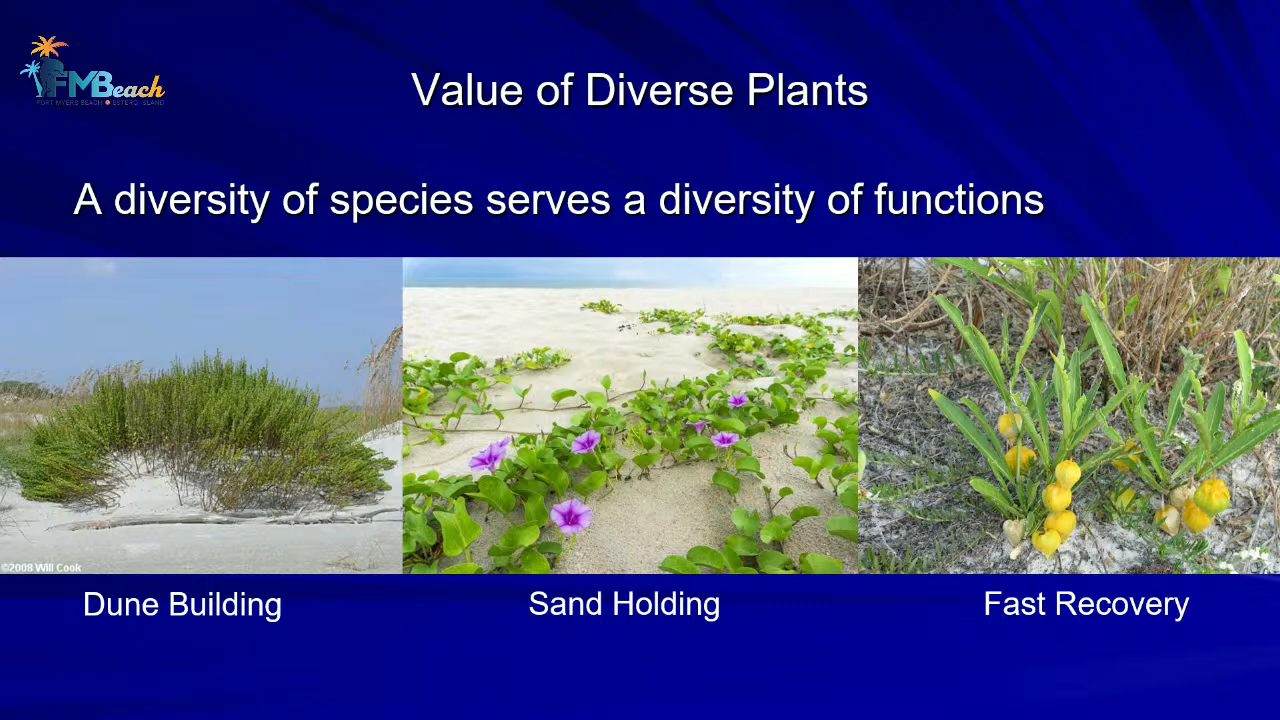 FMBeach
FORT MYERS BEACH ESTERO ISLAND
Value of Diverse Plants
A diversity of species serves a diversity of functions
©2008 Will Cook
Dune Building
Sand Holding
Fast Recovery